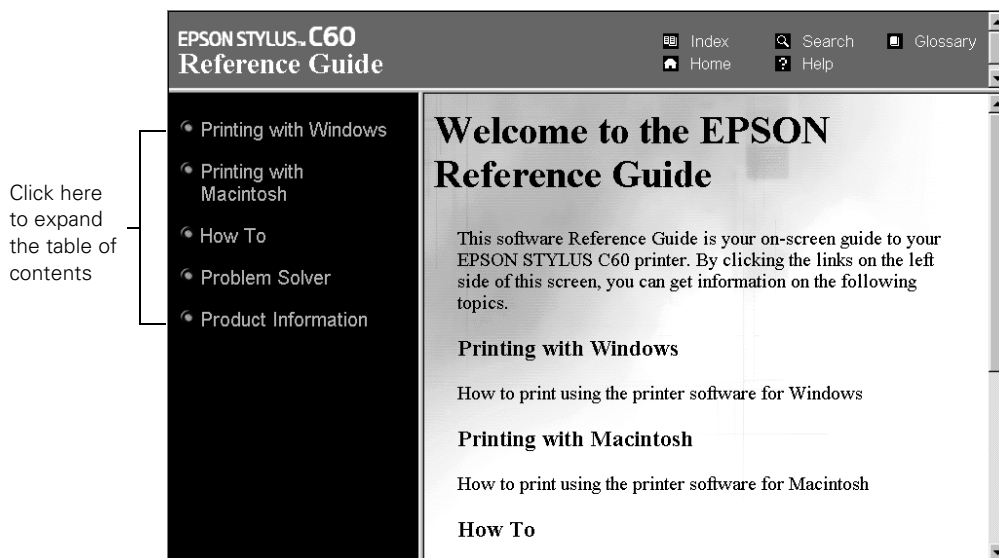 EPSON STYLUS™ C60
Reference Guide
Index
Search
Glossary
Home
Help
Click here
to expand
the table of
contents
Printing with Windows
Printing with
Macintosh
How To
Problem Solver
Product Information
Welcome to the EPSON
Reference Guide
This software Reference Guide is your on-screen guide to your
EPSON STYLUS C60 printer. By clicking the links on the left
side of this screen, you can get information on the following
topics.
Printing with Windows
How to print using the printer software for Windows
Printing with Macintosh
How to print using the printer software for Macintosh
How To